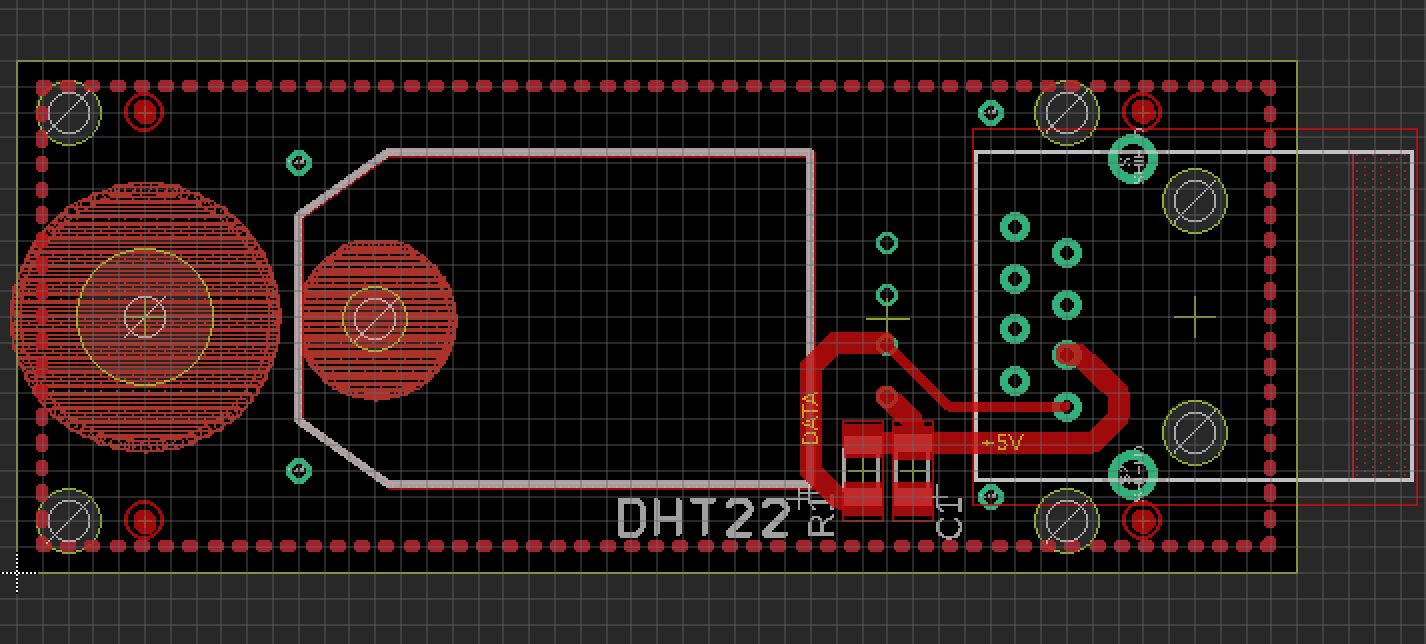 DATA
+5V
DHT22
R1
C1